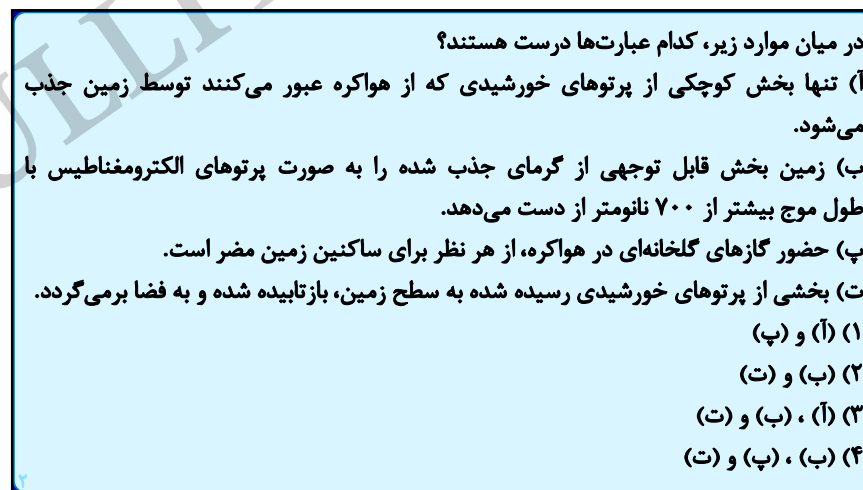 در میان موارد زیر، کدام عبارت‌ها درست هستند؟
آ) تنها بخش کوچکی از پرتوهای خورشیدی که از هواکره عبور می‌کنند توسط زمین جذب
می‌شود.
ب) زمین بخش قابل توجهی از گرمای جذب شده را به صورت پرتوهای الکترومغناطیس با
طول موج بیشتر از ۷۰۰ نانومتر از دست می‌دهد.
پ) حضور گازهای گلخانه‌ای در هواکره، از هر نظر برای ساکنین زمین مضر است.
ت) بخشی از پرتوهای خورشیدی رسیده شده به سطح زمین، بازتابیده شده و به فضا برمی‌گردد.
۱) (آ) و (پ)
۲) (ب) و (ت)
۳) (آ) ، (ب) و (ت)
۴) (ب) ، (پ) و (ت)
۲